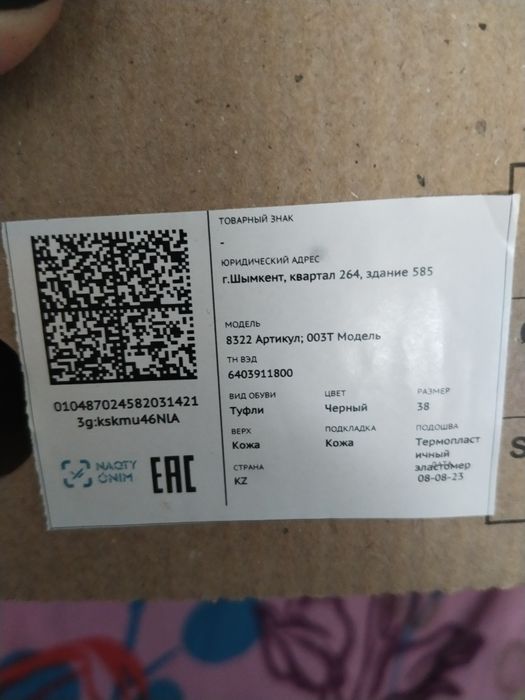 ТОВАРНЫЙ ЗНАК
-
ЮРИДИЧЕСКИЙ АДРЕС
г.Шымкент, квартал 264, здание 585
МОДЕЛЬ
8322 Артикул; 003Т Модель
ТН ВЭД
6403911800
ВИД ОБУВИ ЦВЕТ РАЗМЕР
Туфли Черный 38
ВЕРХ ПОДКЛАДКА ПОДОШВА
Кожа Кожа Термопласт
ичный
эластомер
СТРАНА ДАТА
KZ 08-08-23
010487024582031421
3g:kskmu46NlA
NAQTY
ÓNIM
EAC
S